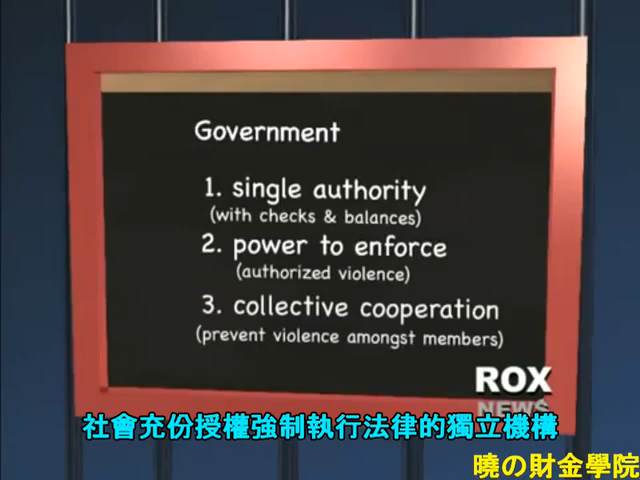 Government
1. single authority
(with checks & balances)
2. power to enforce
(authorized violence)
3. collective cooperation
(prevent violence amongst members)
ROX
NEWS
社會充份授權強制執行法律的獨立機構
曉の財金學院